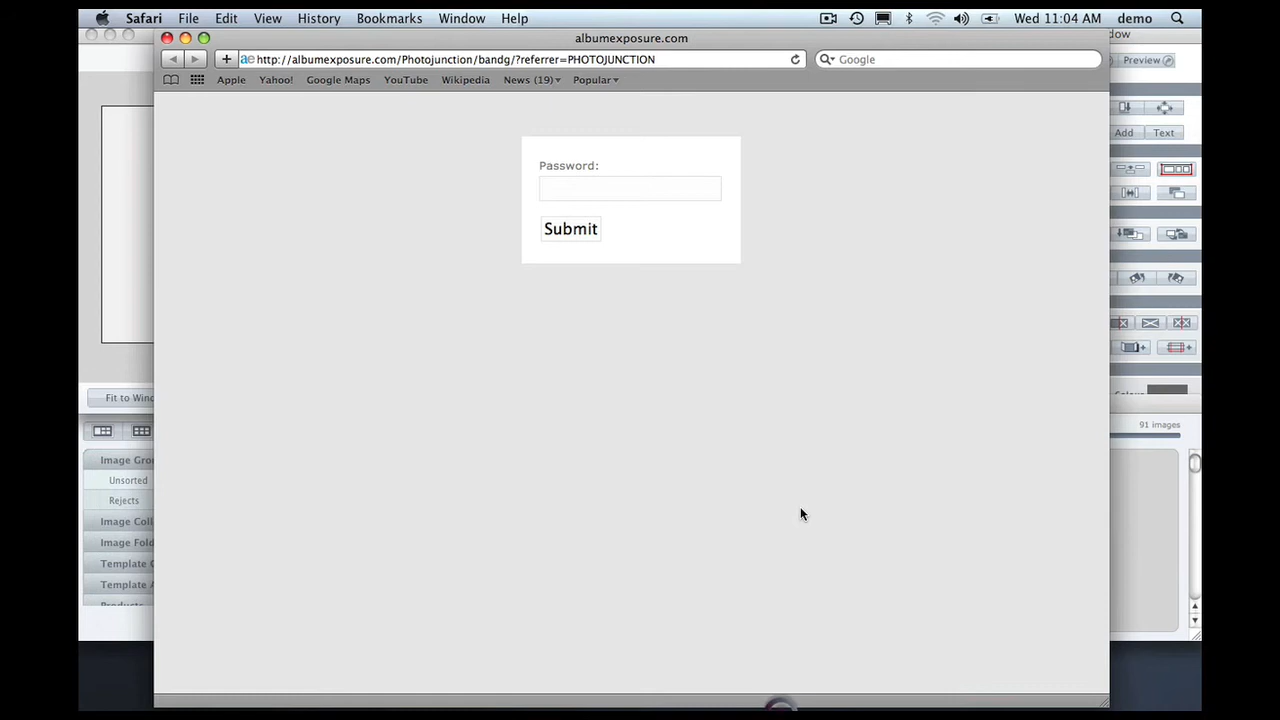 Safari File Edit View History Bookmarks Window Help Wed 11:04 AM demo
albumexposure.com
ae http://albumexposure.com/Photojunction/bandg/?referrer=PHOTOJUNCTION Google
Apple Yahoo! Google Maps YouTube Wikipedia News (19) Popular
Preview
Add Text
Password:
Submit
Fit to Wind
91 images
Image Gro
Unsorted
Rejects
Image Coll
Image Fold
Template
Template A